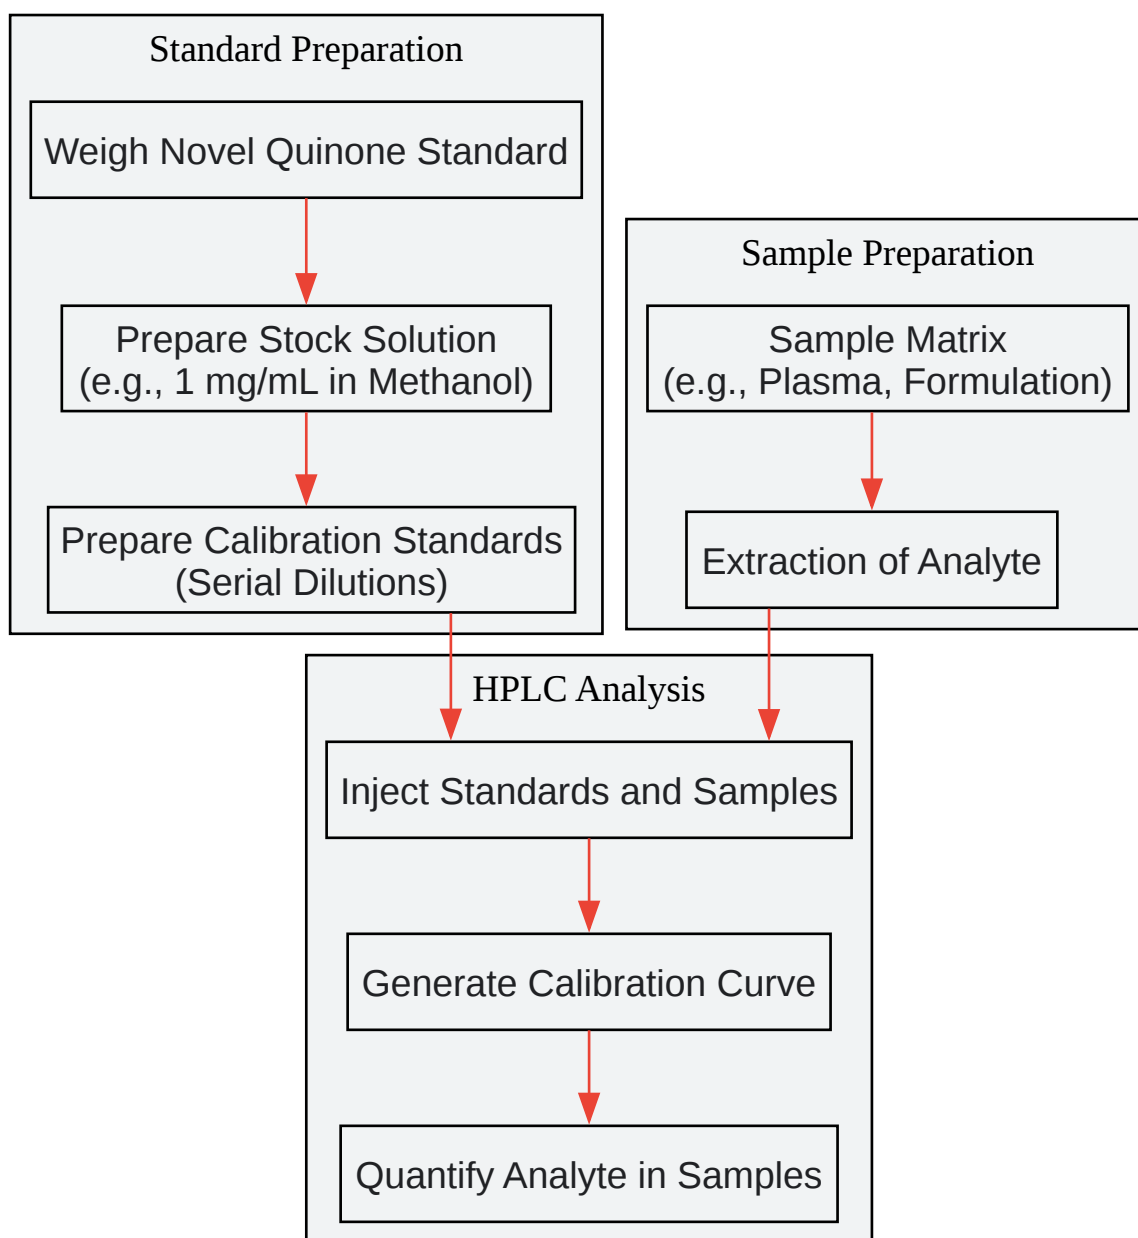 Standard Preparation
Weigh Novel Quinone Standard
Prepare Stock Solution
(e.g., 1 mg/mL in Methanol)
Prepare Calibration Standards
(Serial Dilutions)
Sample Preparation
Sample Matrix
(e.g., Plasma, Formulation)
Extraction of Analyte
HPLC Analysis
Inject Standards and Samples
Generate Calibration Curve
Quantify Analyte in Samples